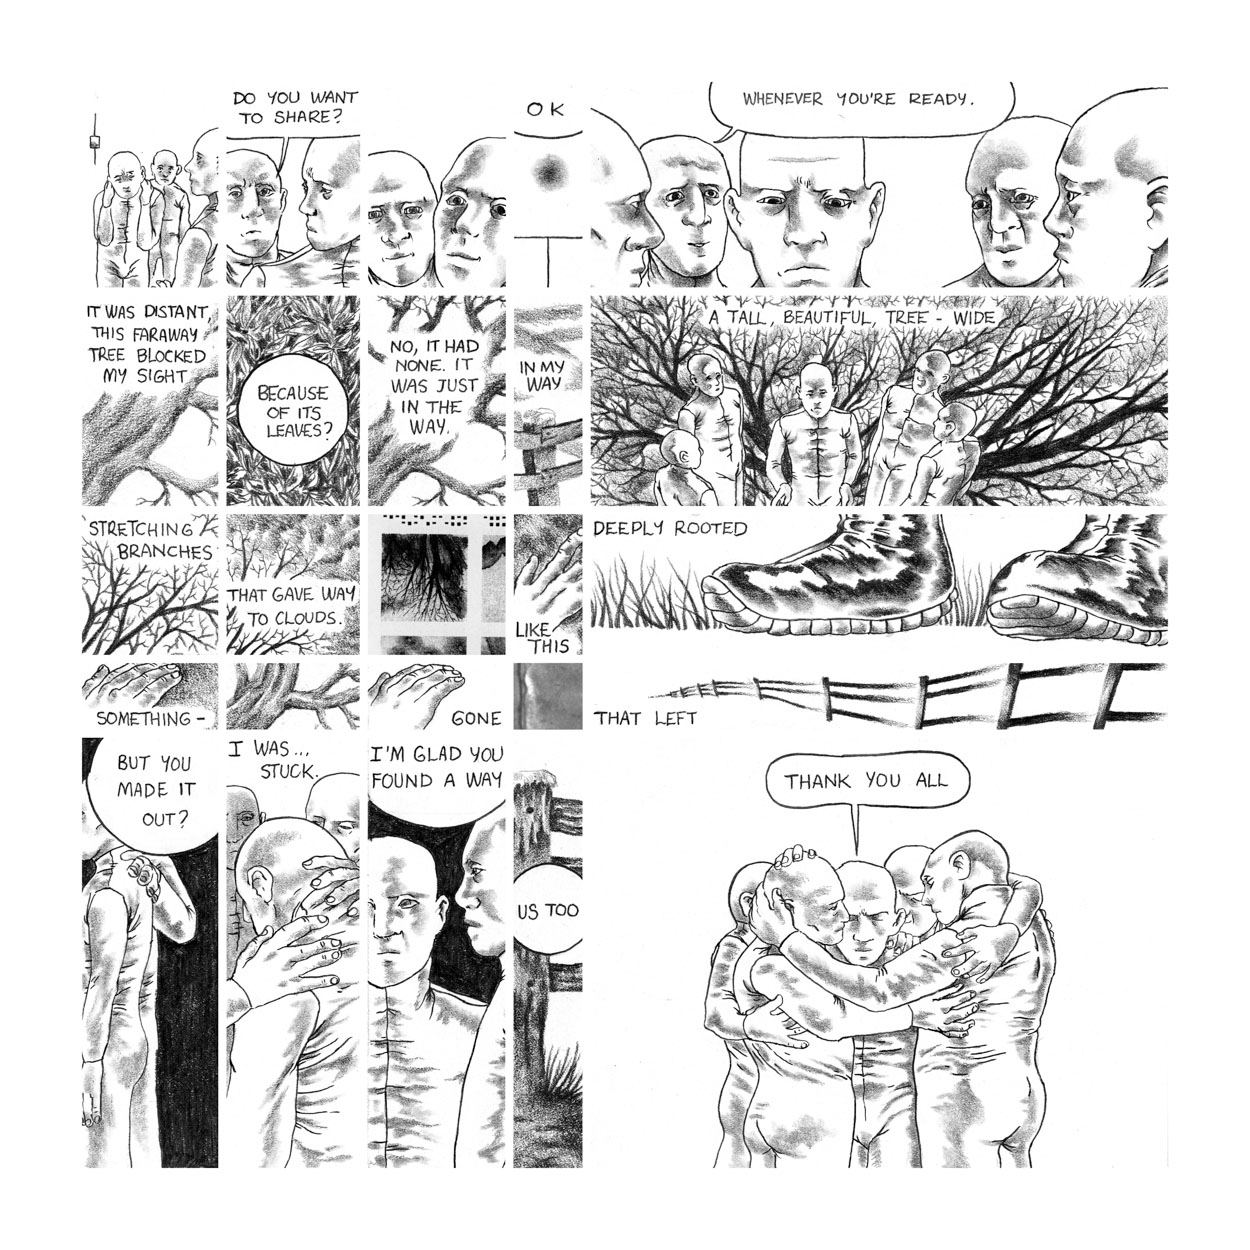 DO YOU WANT
TO SHARE?
OK
WHENEVER YOU'RE READY.
IT WAS DISTANT,
THIS FARAWAY
TREE BLOCKED
MY SIGHT
BECAUSE
OF ITS
LEAVES?
NO, IT HAD
NONE. IT
WAS JUST
IN THE
WAY.
IN MY
WAY
A TALL, BEAUTIFUL, TREE - WIDE
STRETCHING
BRANCHES
THAT GAVE WAY
TO CLOUDS.
LIKE
THIS
DEEPLY ROOTED
SOMETHING -
GONE
THAT LEFT
BUT YOU
MADE IT
OUT?
I WAS...
STUCK.
I'M GLAD YOU
FOUND A WAY
US TOO
THANK YOU ALL